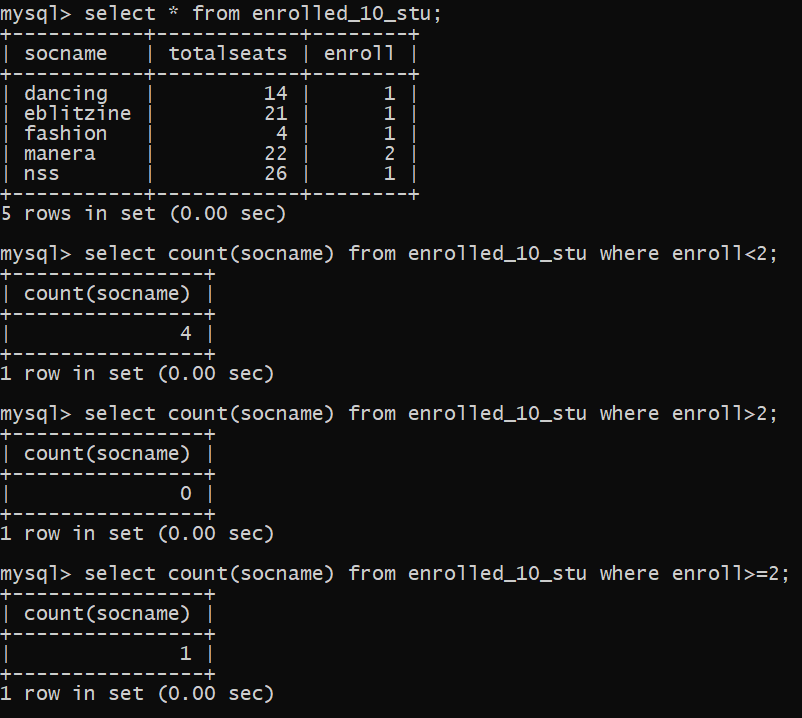 mysql> select * from enrolled_10_stu;
+-----------+------------+--------+
| socname   | totalseats | enroll |
+-----------+------------+--------+
| dancing   |         14 |      1 |
| eblitzine |         21 |      1 |
| fashion   |          4 |      1 |
| manera    |         22 |      2 |
| nss       |         26 |      1 |
+-----------+------------+--------+
5 rows in set (0.00 sec)

mysql> select count(socname) from enrolled_10_stu where enroll<2;
+----------------+
| count(socname) |
+----------------+
|              4 |
+----------------+
1 row in set (0.00 sec)

mysql> select count(socname) from enrolled_10_stu where enroll>2;
+----------------+
| count(socname) |
+----------------+
|              0 |
+----------------+
1 row in set (0.00 sec)

mysql> select count(socname) from enrolled_10_stu where enroll>=2;
+----------------+
| count(socname) |
+----------------+
|              1 |
+----------------+
1 row in set (0.00 sec)